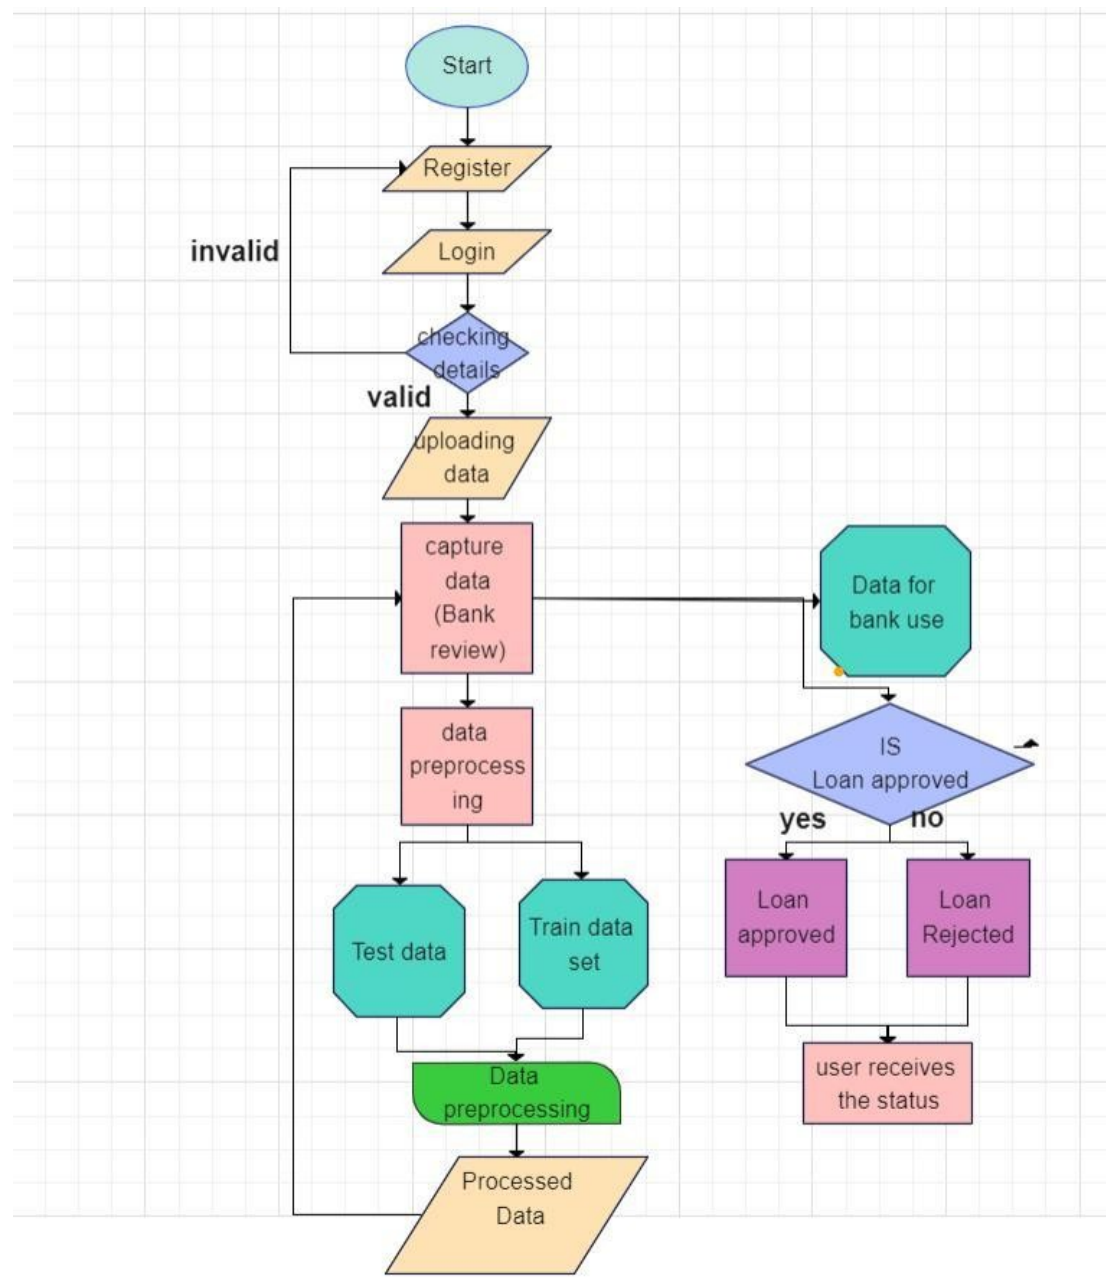 Start
Register
invalid
Login
checking
details
valid
uploading
data
capture
data
(Bank
review)
Data for
bank use
data
preprocess
ing
IS
Loan approved
yes
no
Test data
Train data
set
Loan
approved
Loan
Rejected
Data
preprocessing
user receives
the status
Processed
Data